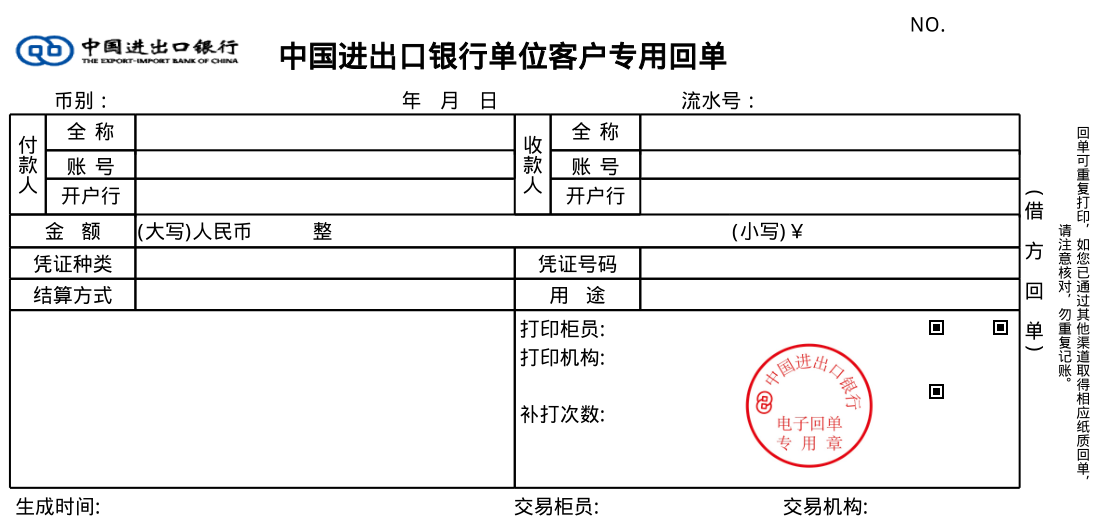 NO.
中国进出口银行
THE EXPORT-IMPORT BANK OF CHINA
中国进出口银行单位客户专用回单
币别： 年 月 日 流水号：
付款人 全 称 收款人 全 称
账 号 账 号
开户行 开户行
金 额 (大写)人民币 整 (小写)￥
凭证种类 凭证号码
结算方式 用 途
打印柜员:
打印机构:
补打次数:
中国进出口银行
电子回单
专用章
生成时间: 交易柜员: 交易机构:
(借方回单)
回单可重复打印，如您已通过其他渠道取得相应纸质回单，
请注意核对，勿重复记账。